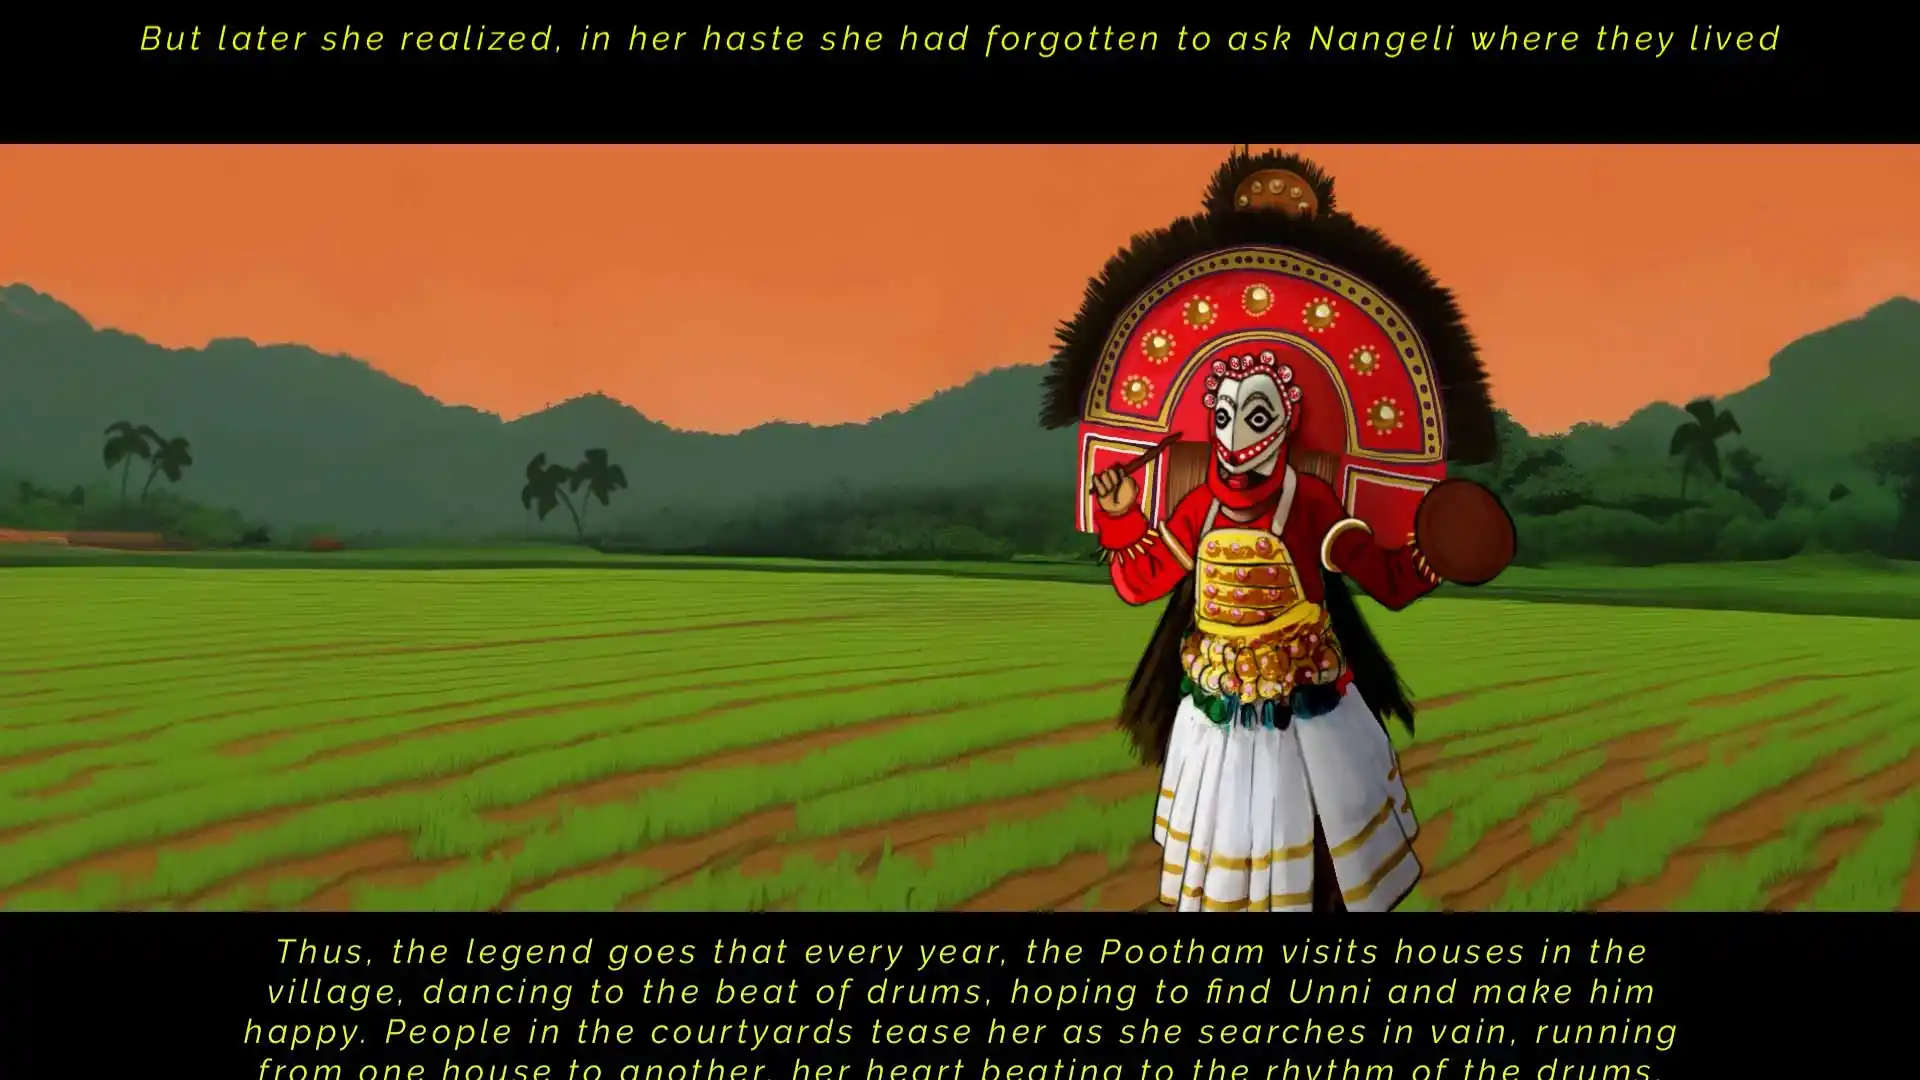 But later she realized, in her haste she had forgotten to ask Nangeli where they lived
Thus, the legend goes that every year, the Pootham visits houses in the
village, dancing to the beat of drums, hoping to find Unni and make him
happy. People in the courtyards tease her as she searches in vain, running
from one house to another, her heart beating to the rhythm of the drums.